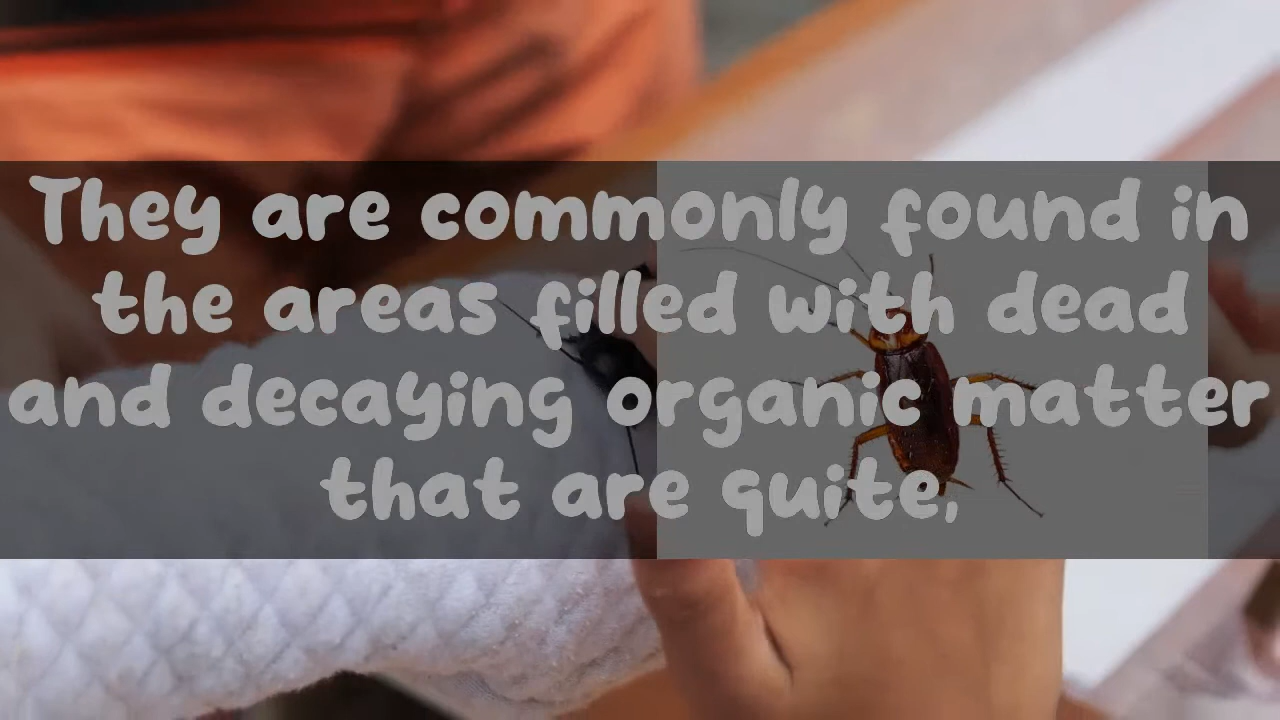 They are commonly found in
the areas filled with dead
and decaying organic matter
that are quite,